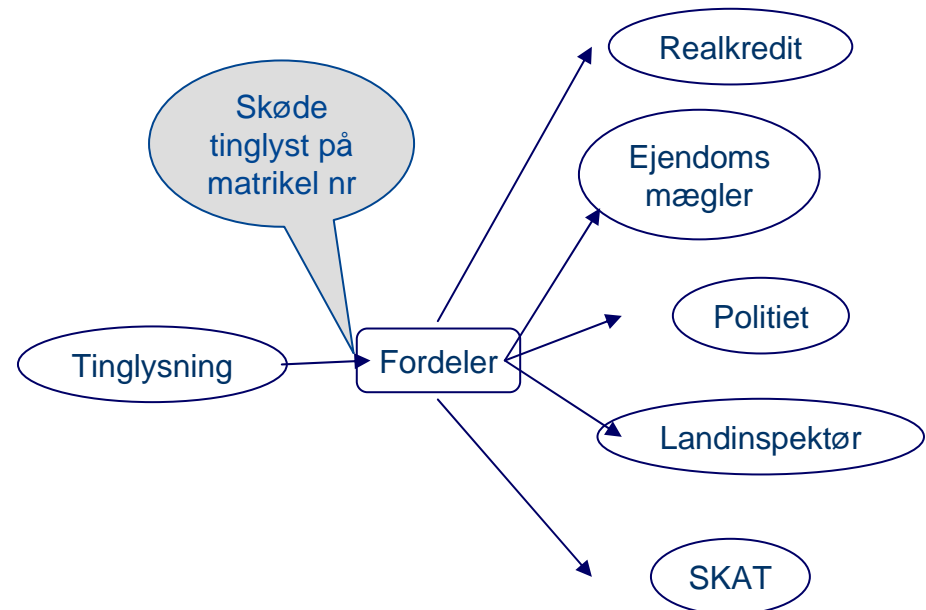 Realkredit
Skøde
tinglyst på
matrikel nr
Ejendoms
mægler
Politiet
Tinglysning
Fordeler
Landinspektør
SKAT